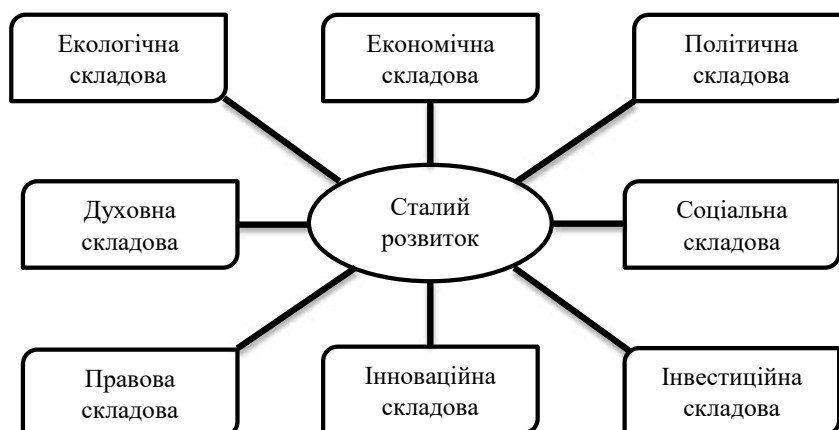 Екологічна
складова
Економічна
складова
Політична
складова
Духовна
складова
Сталий
розвиток
Соціальна
складова
Правова
складова
Інноваційна
складова
Інвестиційна
складова